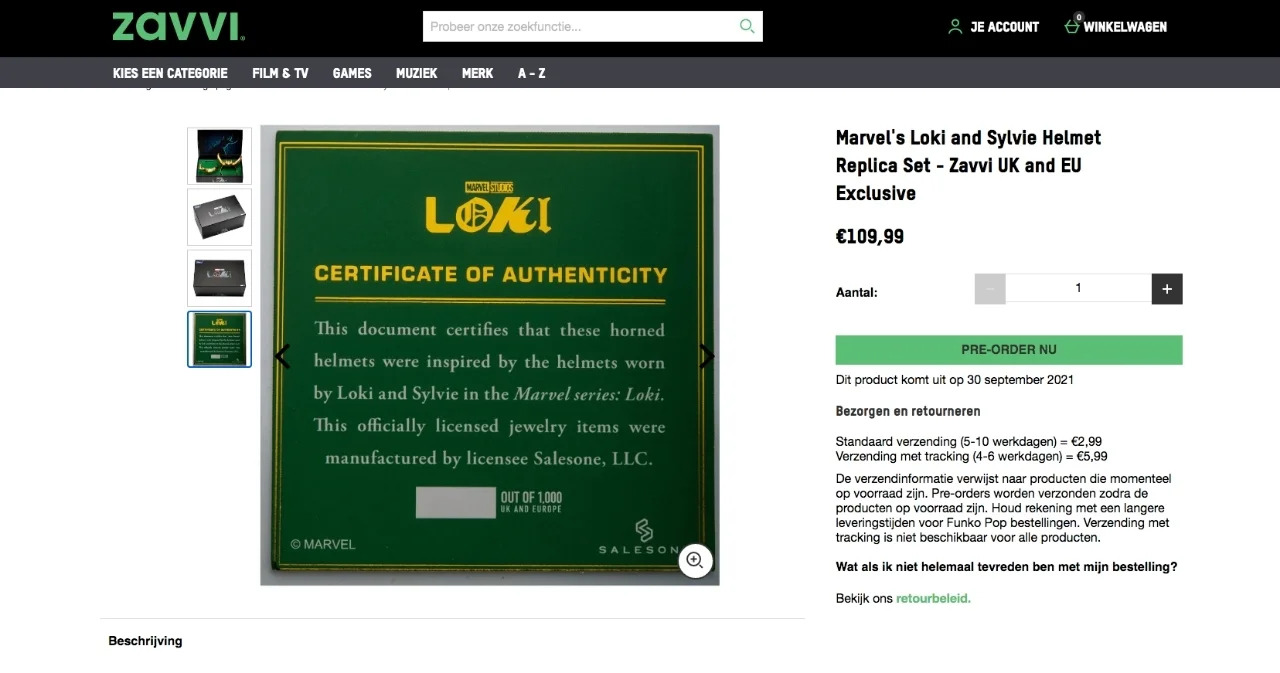 zavvi
Probeer onze zoekfunctie...
JE ACCOUNT
0
WINKELWAGEN
KIES EEN CATEGORIE
FILM & TV
GAMES
MUZIEK
MERK
A - Z
MARVEL STUDIOS
LOKI
CERTIFICATE OF AUTHENTICITY
This document certifies that these horned
helmets were inspired by the helmets worn
by Loki and Sylvie in the Marvel series: Loki.
This officially licensed jewelry items were
manufactured by licensee Salesone, LLC.
OUT OF 1,000
UK AND EUROPE
© MARVEL
SALESON
Marvel's Loki and Sylvie Helmet
Replica Set - Zavvi UK and EU
Exclusive
€109,99
Aantal:
1
PRE-ORDER NU
Dit product komt uit op 30 september 2021
Bezorgen en retourneren
Standaard verzending (5-10 werkdagen) = €2,99
Verzending met tracking (4-6 werkdagen) = €5,99
De verzendinformatie verwijst naar producten die momenteel
op voorraad zijn. Pre-orders worden verzonden zodra de
producten op voorraad zijn. Houd rekening met een langere
leveringstijden voor Funko Pop bestellingen. Verzending met
tracking is niet beschikbaar voor alle producten.
Wat als ik niet helemaal tevreden ben met mijn bestelling?
Bekijk ons retourbeleid.
Beschrijving